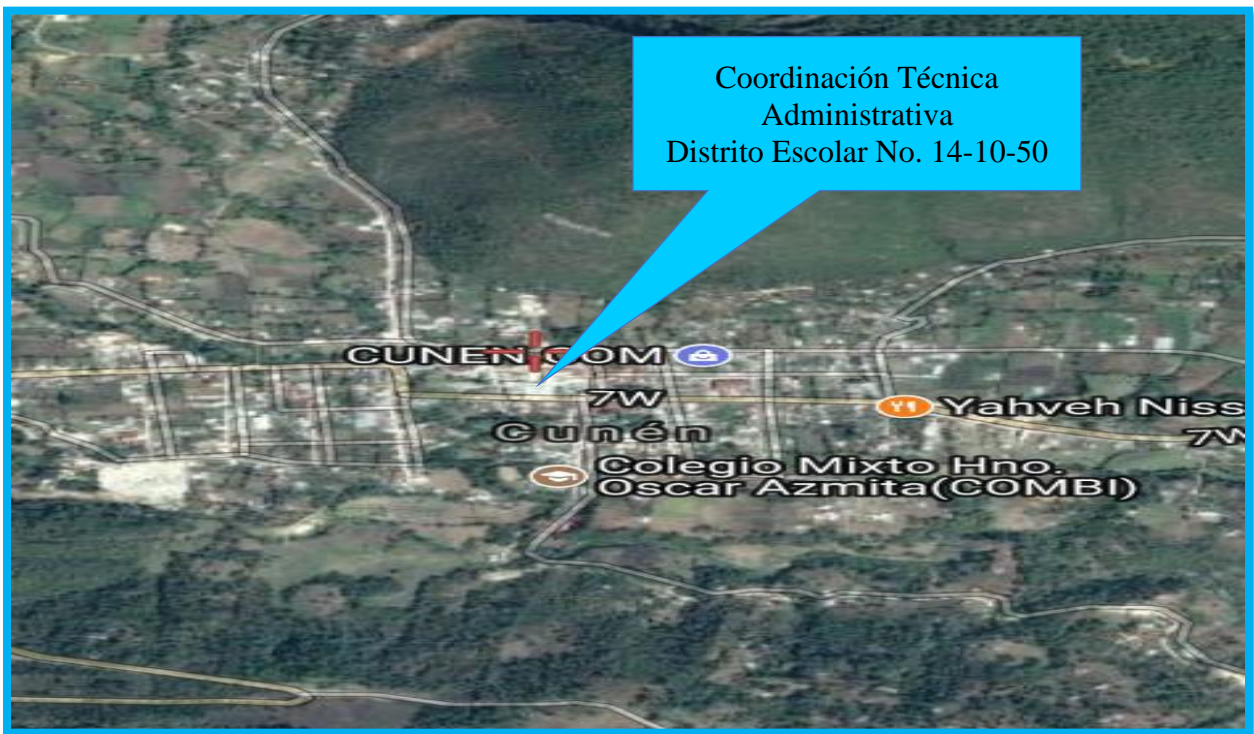 Coordinación Técnica
Administrativa
Distrito Escolar No. 14-10-50
CUNEN COM
7W
Yahveh Niss
7W
Cunén
Colegio Mixto Hno.
Oscar Azmita(COMBI)